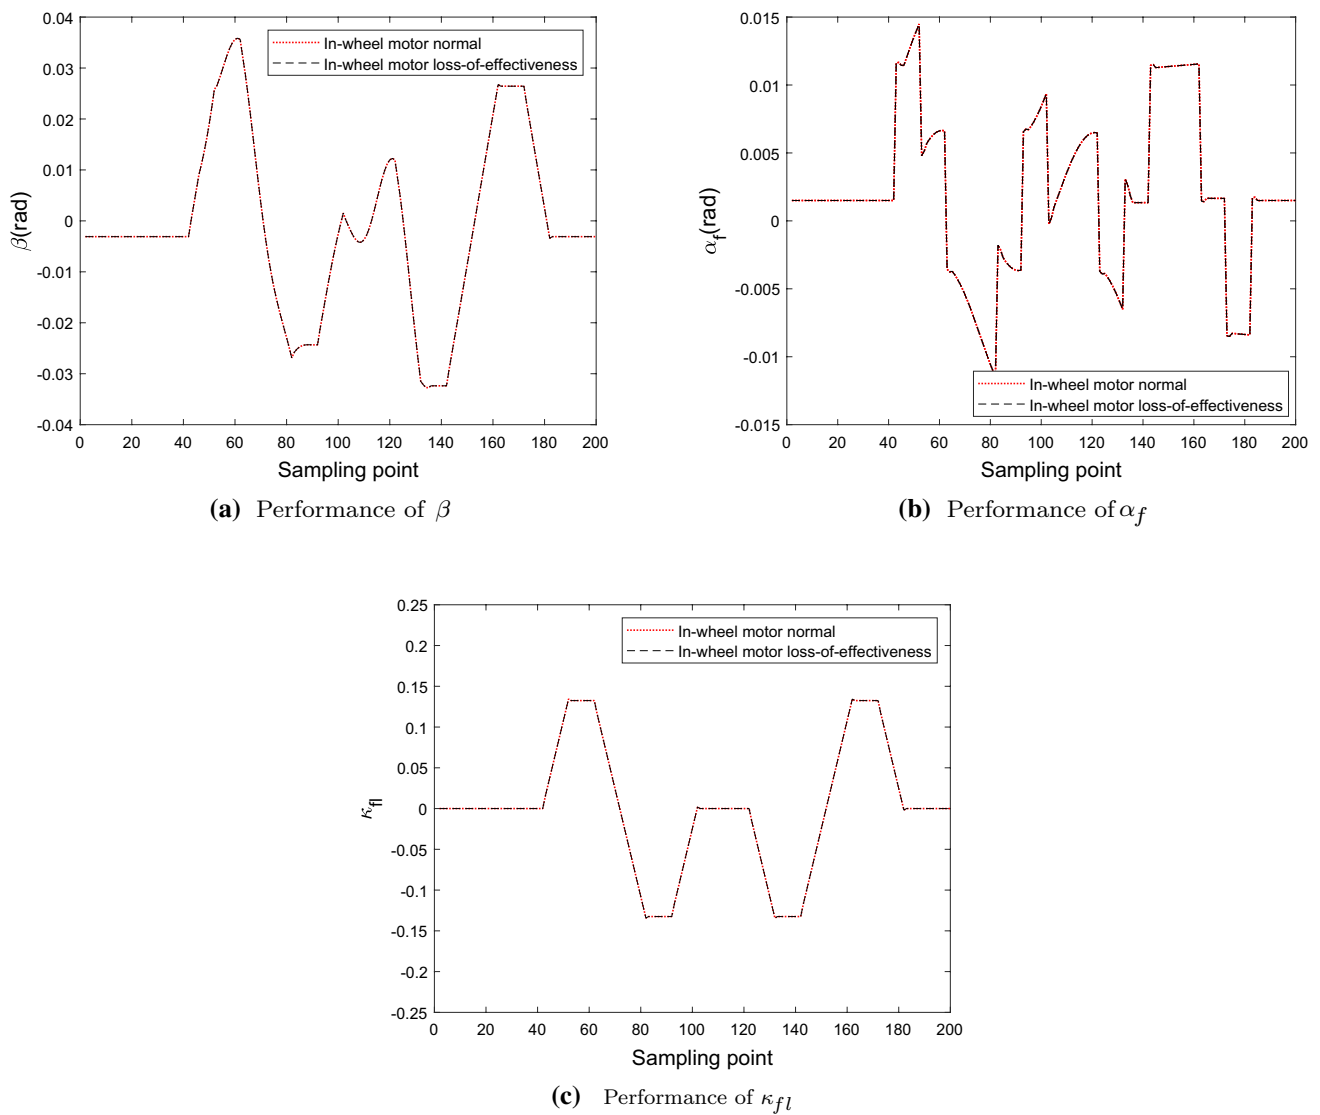 0.04
0.03
0.02
0.01
0
-0.01
-0.02
-0.03
-0.04
β(rad)
In-wheel motor normal
In-wheel motor loss-of-effectiveness
0 20 40 60 80 100 120 140 160 180 200
Sampling point
(a) Performance of β
0.015
0.01
0.005
0
-0.005
-0.01
-0.015
α_f(rad)
In-wheel motor normal
In-wheel motor loss-of-effectiveness
0 20 40 60 80 100 120 140 160 180 200
Sampling point
(b) Performance of α_f
0.25
0.2
0.15
0.1
0.05
0
-0.05
-0.1
-0.15
-0.2
-0.25
κ_fl
In-wheel motor normal
In-wheel motor loss-of-effectiveness
0 20 40 60 80 100 120 140 160 180 200
Sampling point
(c) Performance of κ_fl